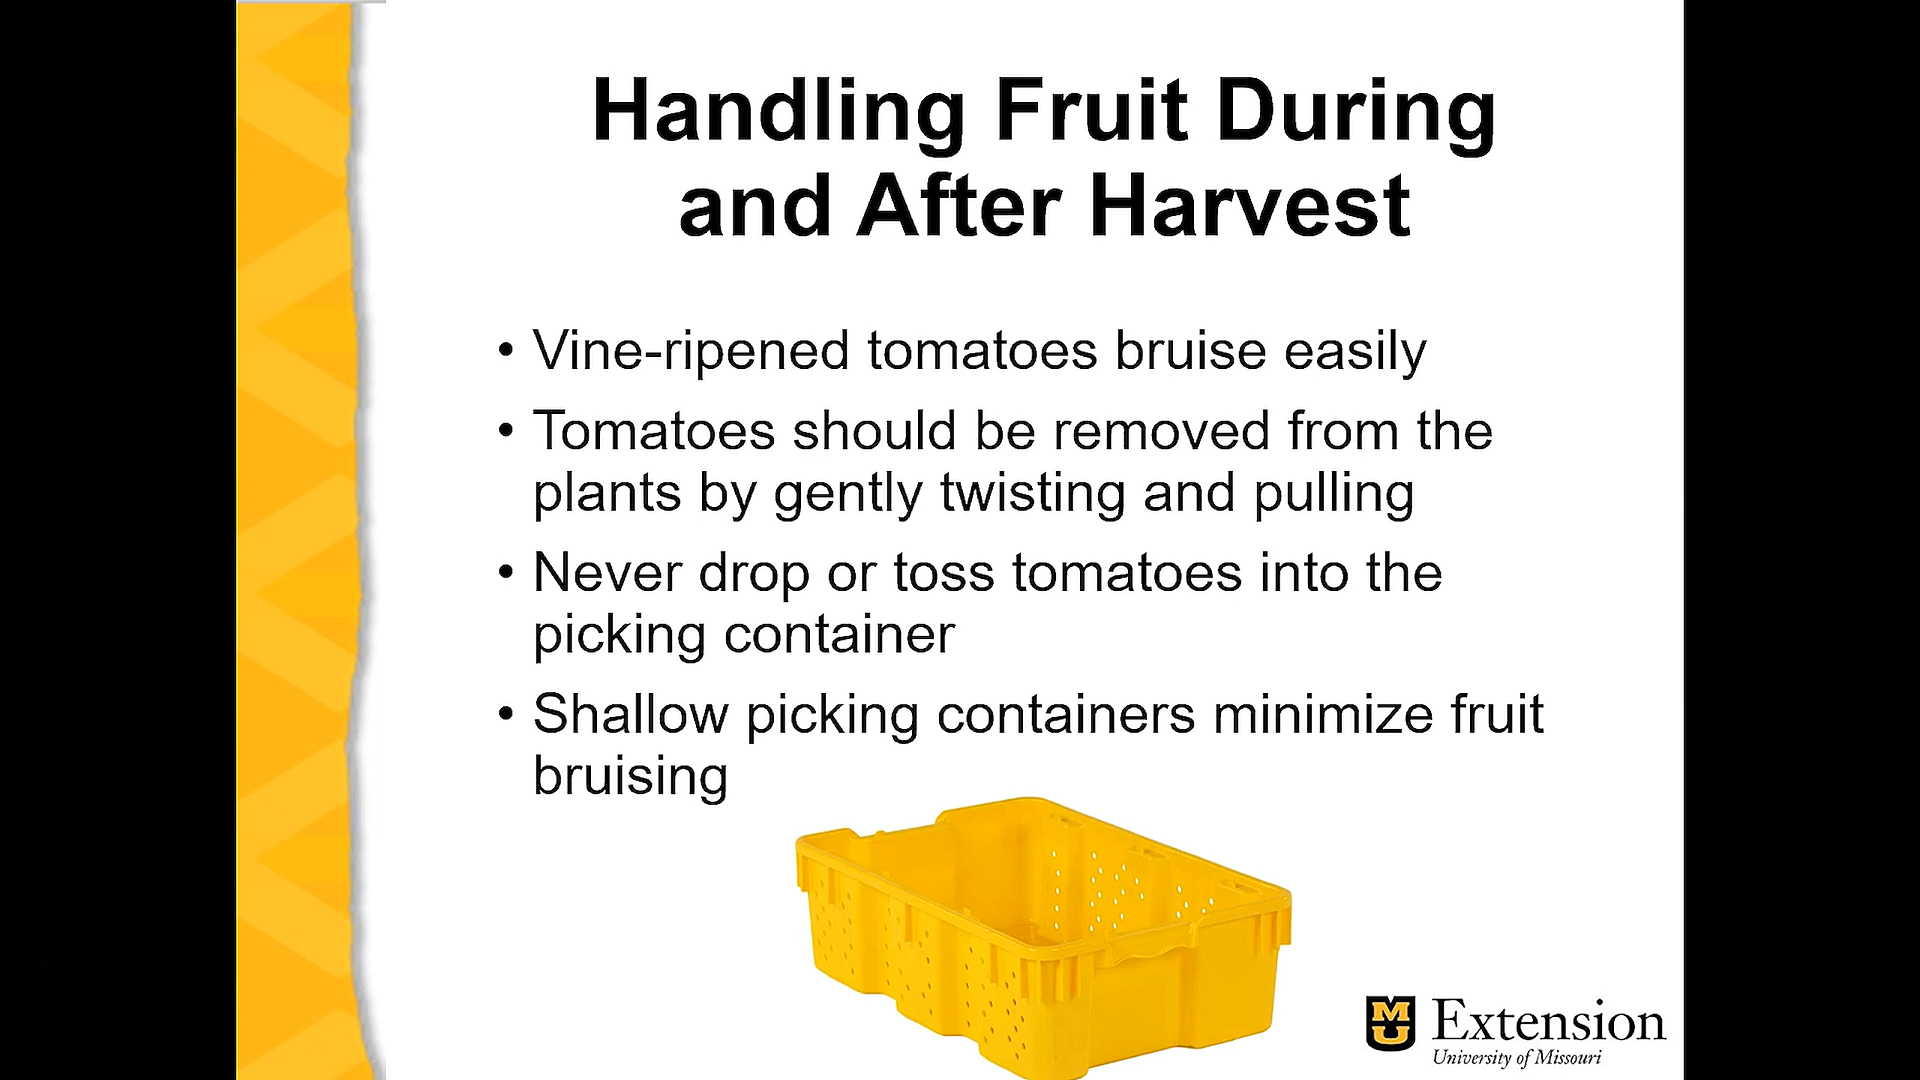 Handling Fruit During
and After Harvest
• Vine-ripened tomatoes bruise easily
• Tomatoes should be removed from the
plants by gently twisting and pulling
• Never drop or toss tomatoes into the
picking container
• Shallow picking containers minimize fruit
bruising
MU Extension
University of Missouri